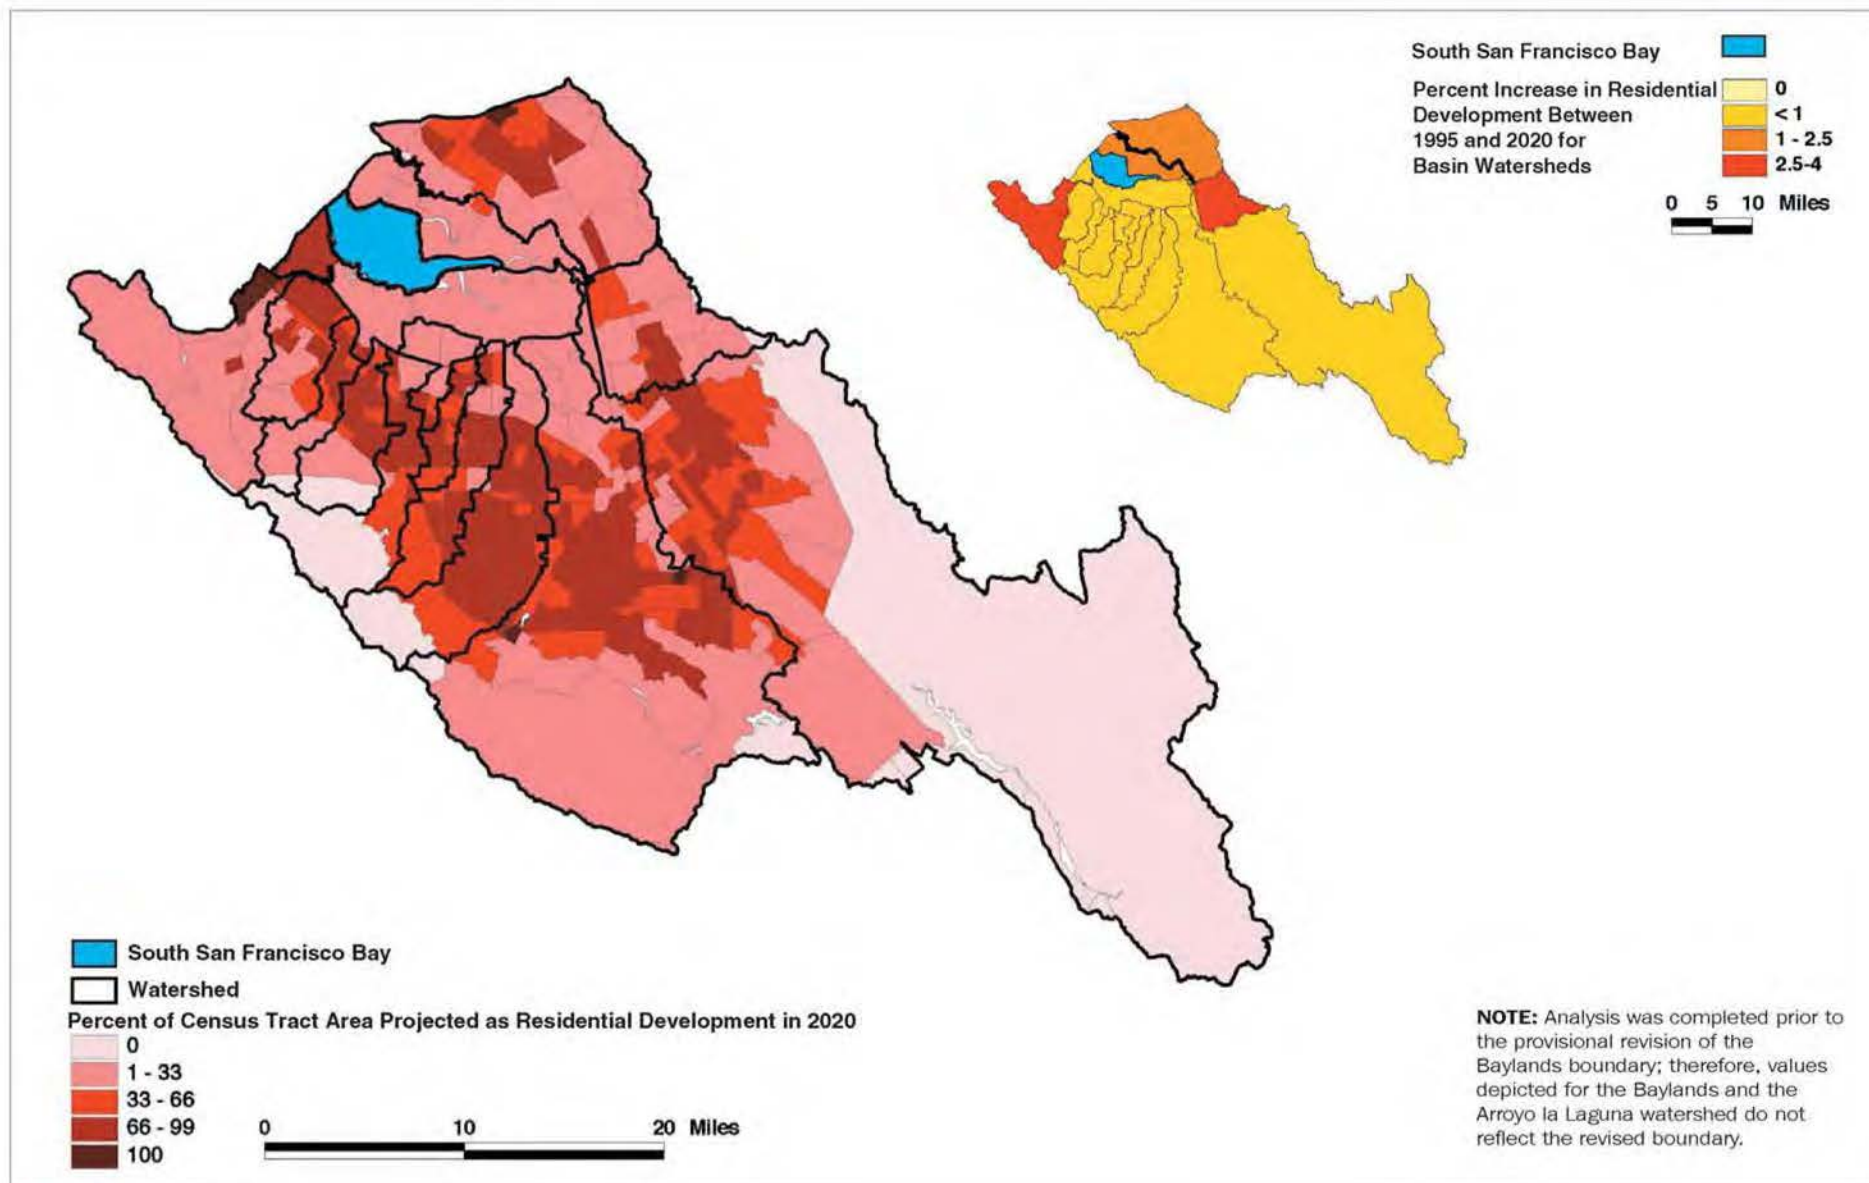 South San Francisco Bay
Percent Increase in Residential
Development Between
1995 and 2020 for
Basin Watersheds
0
< 1
1 - 2.5
2.5-4
0 5 10 Miles
South San Francisco Bay
Watershed
Percent of Census Tract Area Projected as Residential Development in 2020
0
1 - 33
33 - 66
66 - 99
100
0 10 20 Miles
NOTE: Analysis was completed prior to
the provisional revision of the
Baylands boundary; therefore, values
depicted for the Baylands and the
Arroyo la Laguna watershed do not
reflect the revised boundary.